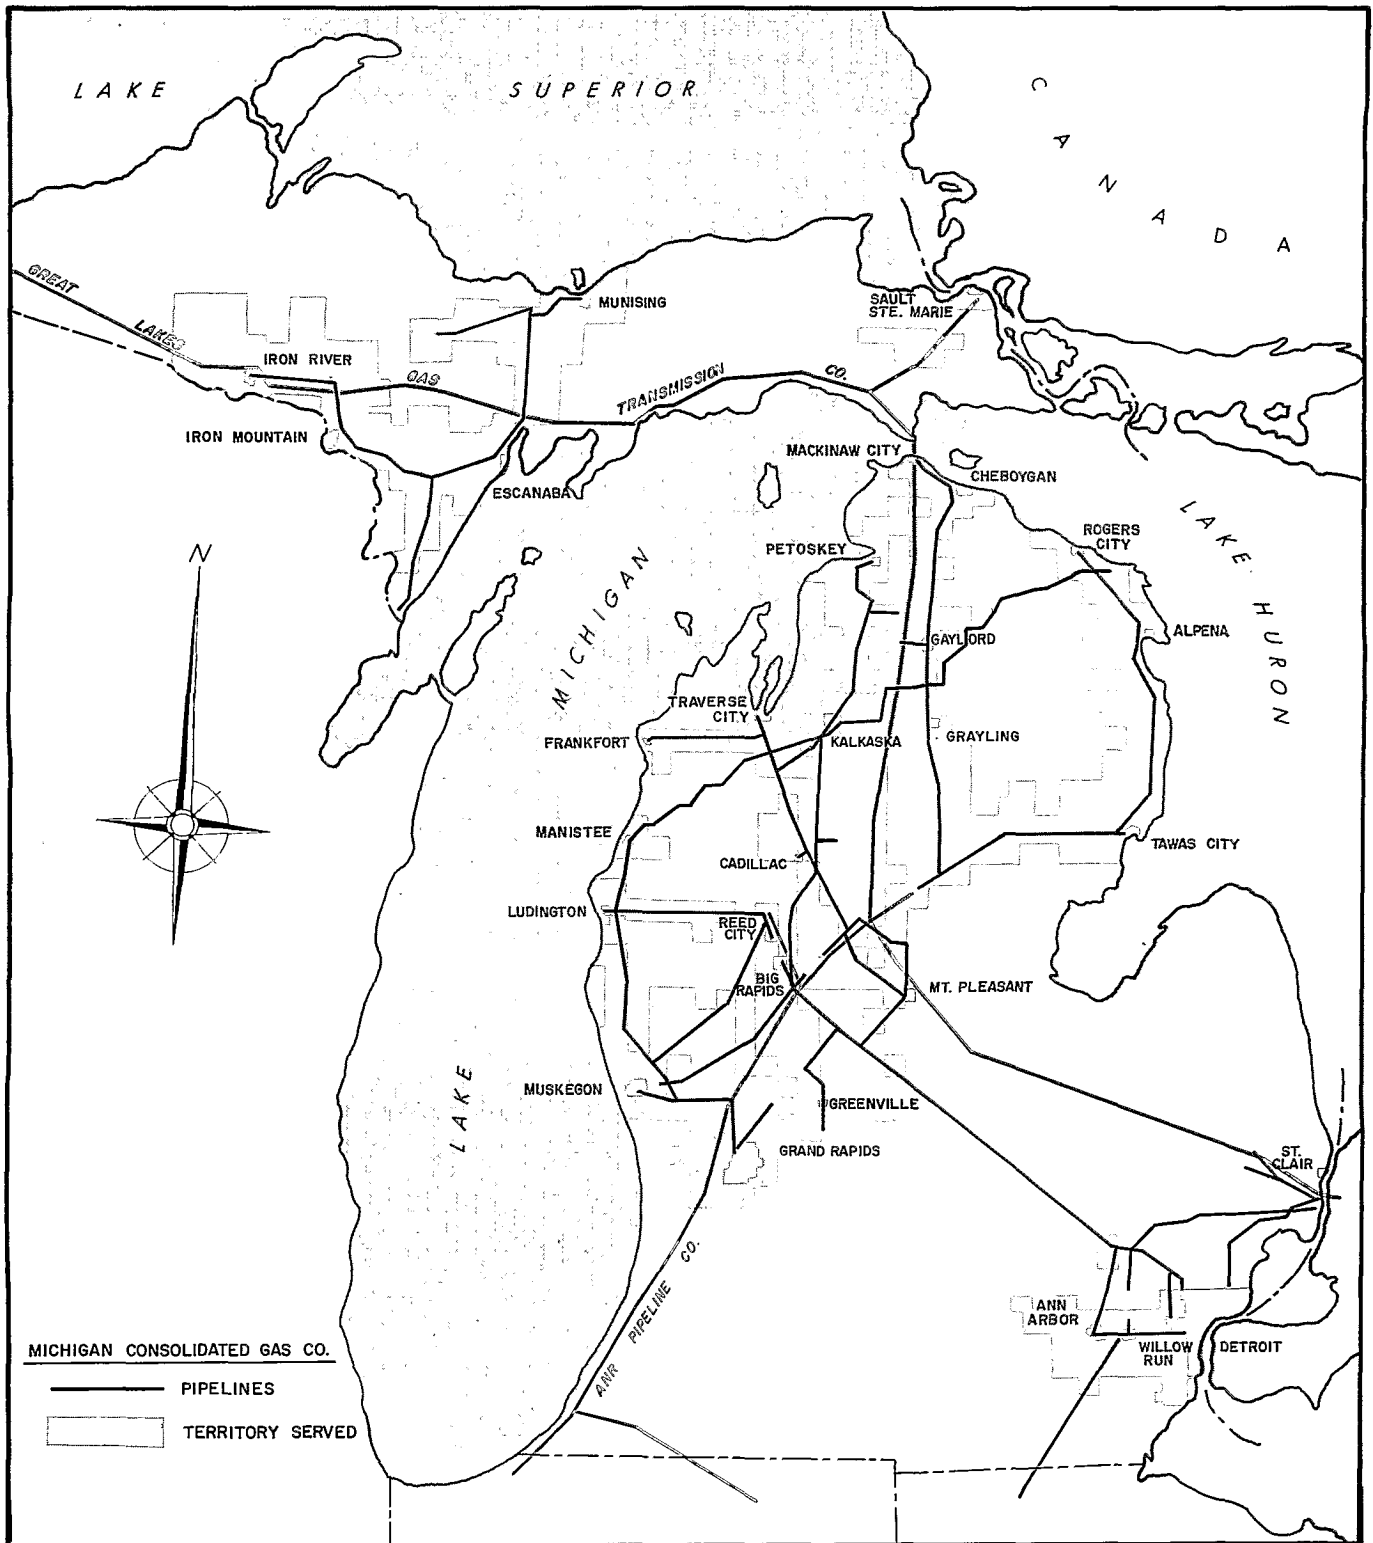 LAKE
SUPERIOR
CANADA
GREAT
LAKES
GAS
TRANSMISSION
CO.
MUNISING
SAULT
STE. MARIE
IRON RIVER
IRON MOUNTAIN
ESCANABA
MACKINAW CITY
CHEBOYGAN
LAKE HURON
ROGERS
CITY
PETOSKEY
N
MICHIGAN
GAYLORD
ALPENA
TRAVERSE
CITY
FRANKFORT
KALKASKA
GRAYLING
MANISTEE
CADILLAC
TAWAS CITY
LUDINGTON
REED
CITY
BIG
RAPIDS
MT. PLEASANT
LAKE
MUSKEGON
GREENVILLE
GRAND RAPIDS
ST.
CLAIR
ANR PIPELINE CO.
ANN
ARBOR
WILLOW
RUN
DETROIT
MICHIGAN CONSOLIDATED GAS CO.
PIPELINES
TERRITORY SERVED